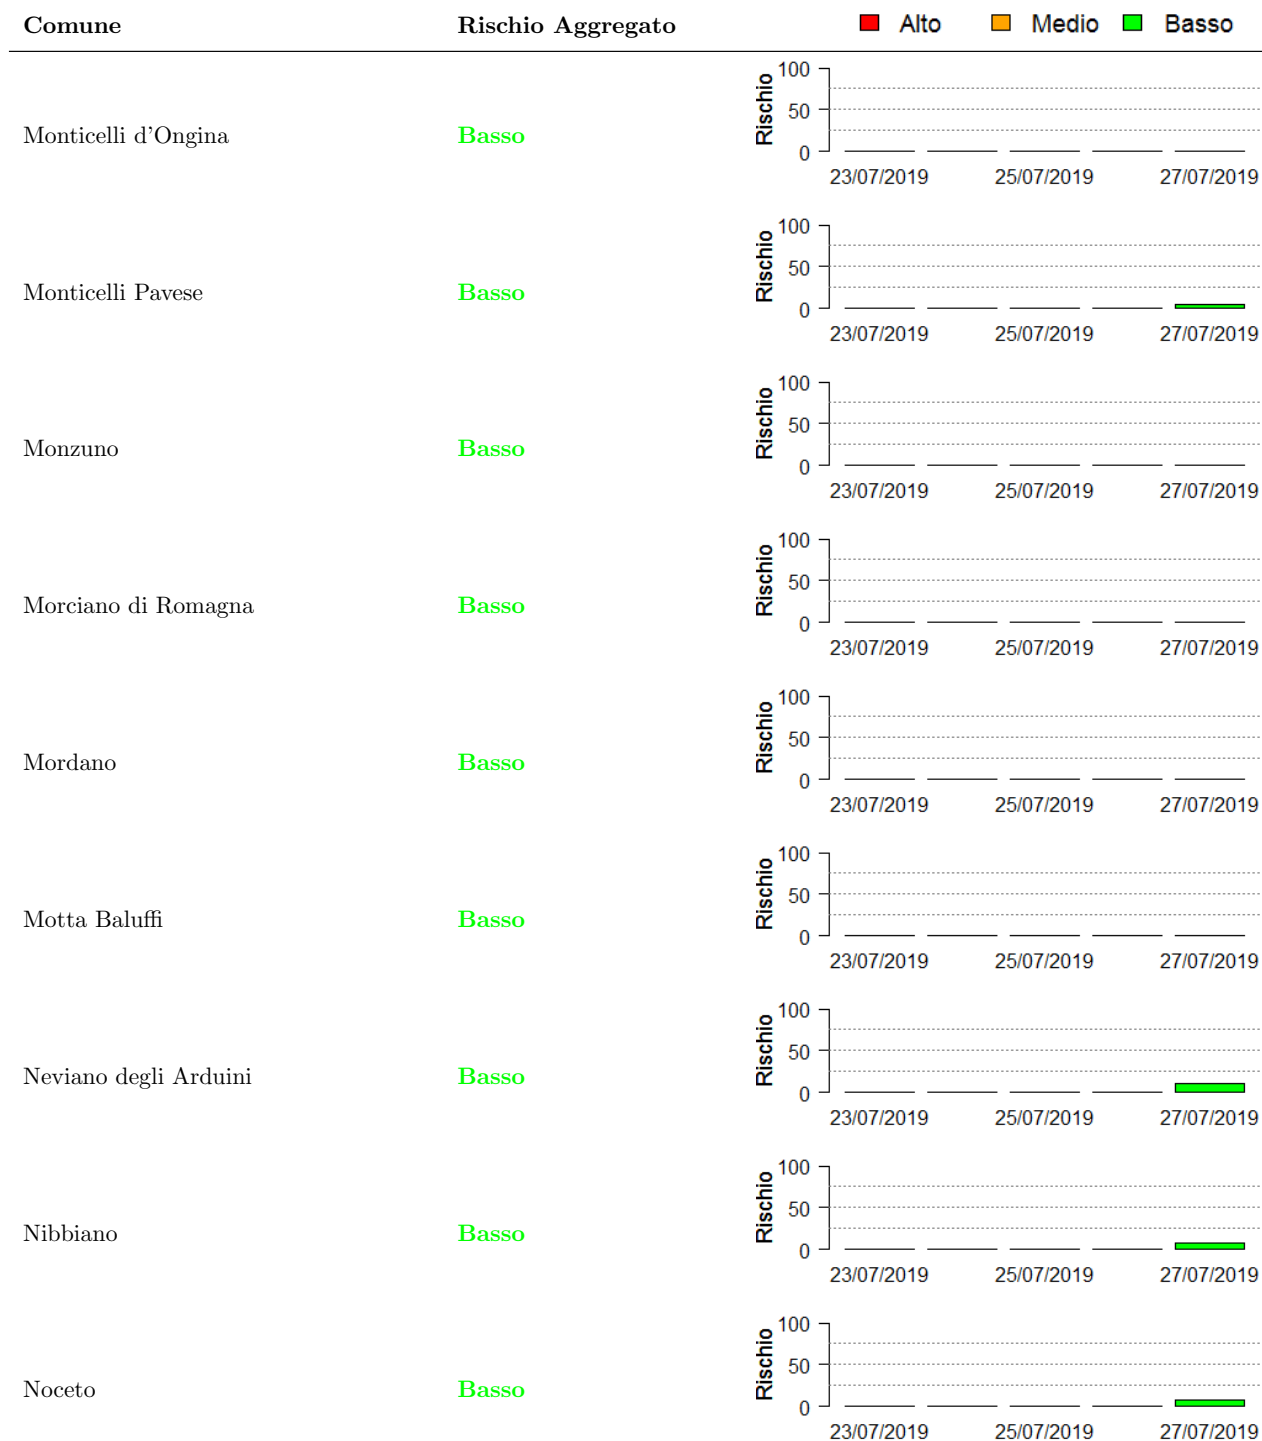 Comune Rischio Aggregato Alto Medio Basso
100
Rischio
50
Monticelli d'Ongina Basso
0
23/07/2019 25/07/2019 27/07/2019
100
Rischio
50
Monticelli Pavese Basso
0
23/07/2019 25/07/2019 27/07/2019
100
Rischio
50
Monzuno Basso
0
23/07/2019 25/07/2019 27/07/2019
100
Rischio
50
Morciano di Romagna Basso
0
23/07/2019 25/07/2019 27/07/2019
100
Rischio
50
Mordano Basso
0
23/07/2019 25/07/2019 27/07/2019
100
Rischio
50
Motta Baluffi Basso
0
23/07/2019 25/07/2019 27/07/2019
100
Rischio
50
Neviano degli Arduini Basso
0
23/07/2019 25/07/2019 27/07/2019
100
Rischio
50
Nibbiano Basso
0
23/07/2019 25/07/2019 27/07/2019
100
Rischio
50
Noceto Basso
0
23/07/2019 25/07/2019 27/07/2019